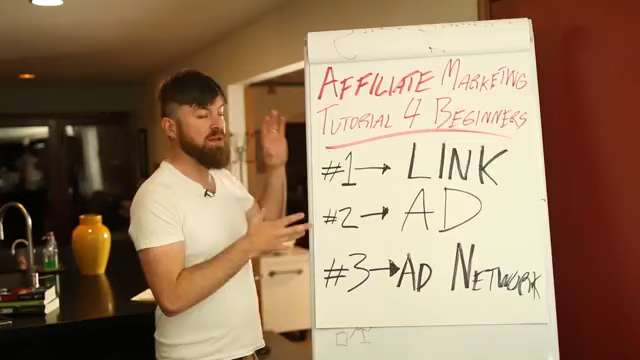 AFFILIATE MARKETING
TUTORIAL 4 BEGINNERS
#1→ LINK
#2→ AD
#3→ AD NETWORK